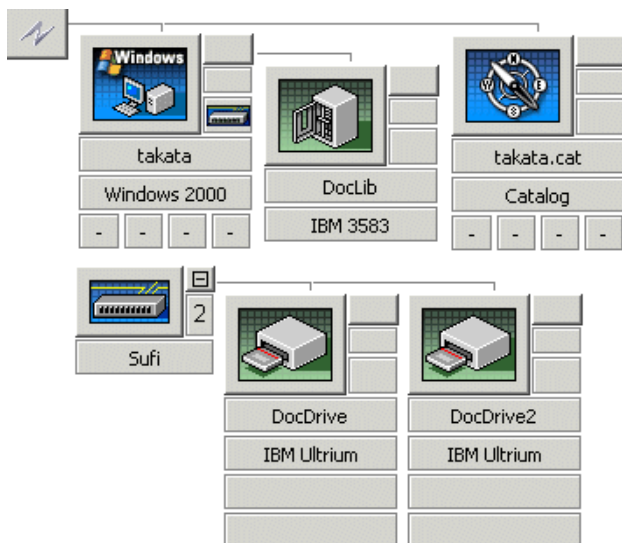 Windows
N
W
E
S
takata
Windows 2000
- - - -
DocLib
IBM 3583
takata.cat
Catalog
- - - -
2
Sufi
DocDrive
IBM Ultrium
DocDrive2
IBM Ultrium